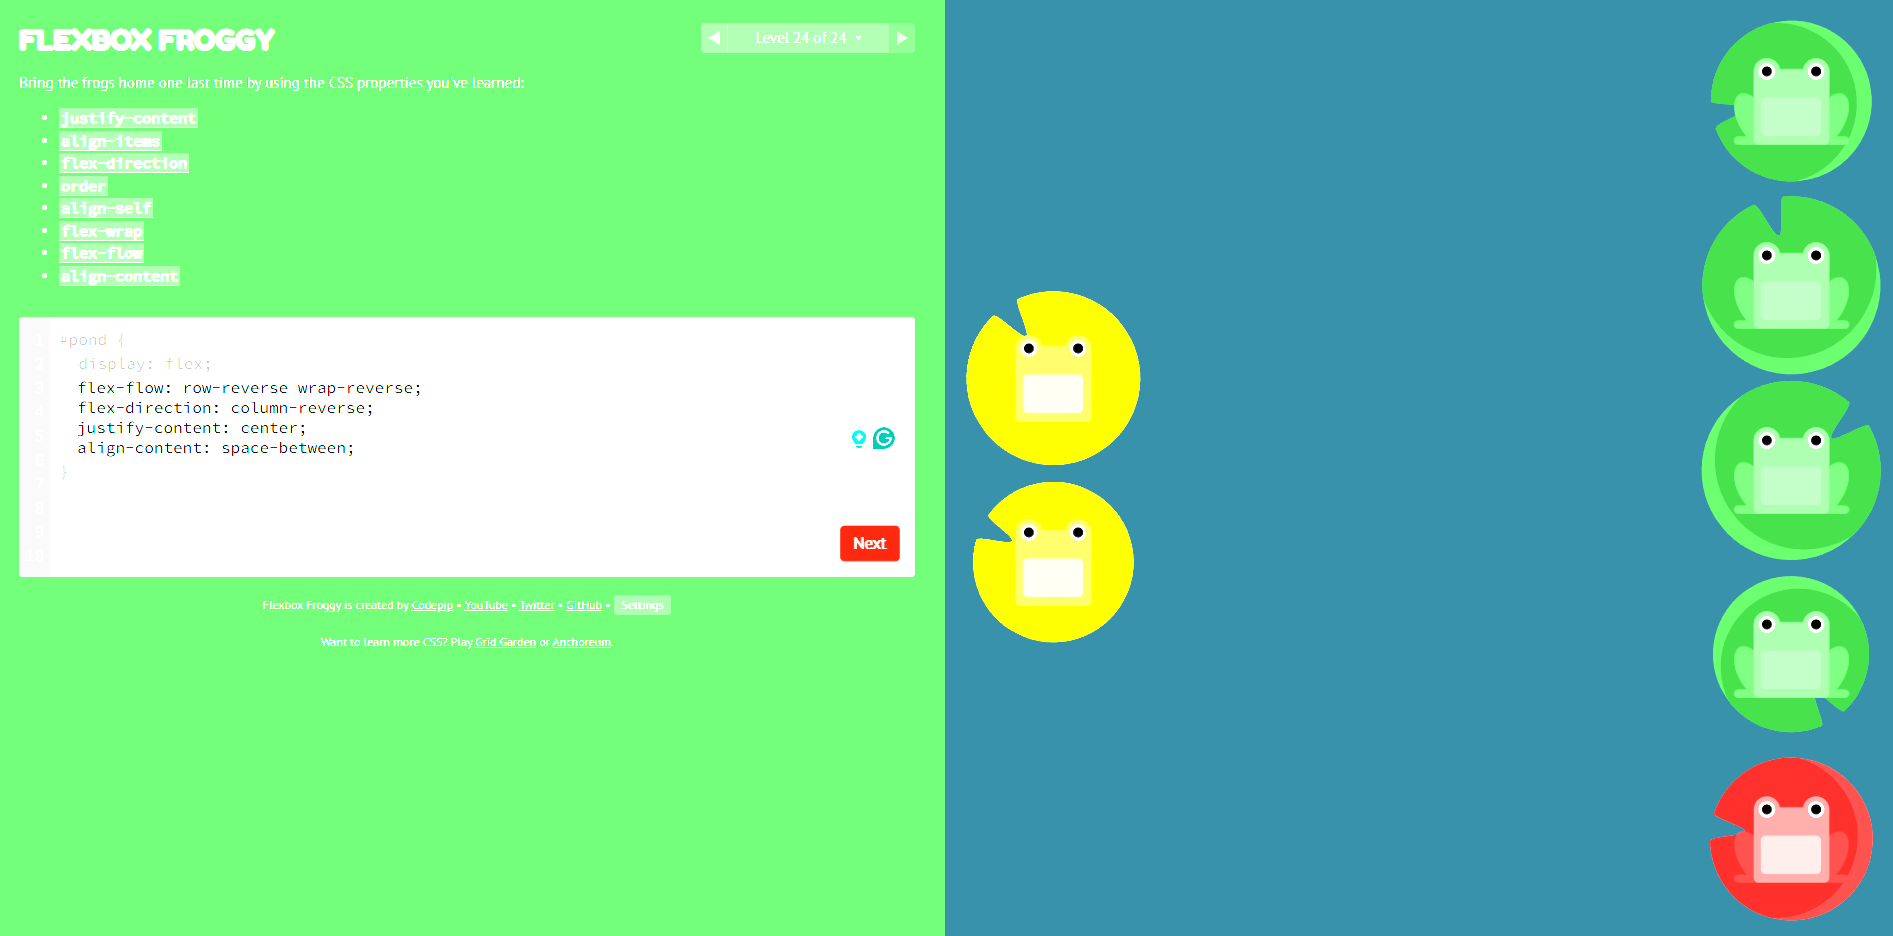 FLEXBOX FROGGY
Level 24 of 24
Bring the frogs home one last time by using the CSS properties you've learned:
justify-content
align-items
flex-direction
order
align-self
flex-wrap
flex-flow
align-content
1 #pond {
2 display: flex;
3 flex-flow: row-reverse wrap-reverse;
4 flex-direction: column-reverse;
5 justify-content: center;
6 align-content: space-between;
7 }
8
9
10
Next
Flexbox Froggy is created by Codepip • YouTube • Twitter • GitHub • Settings
Want to learn more CSS? Play Grid Garden or Anchoreum.